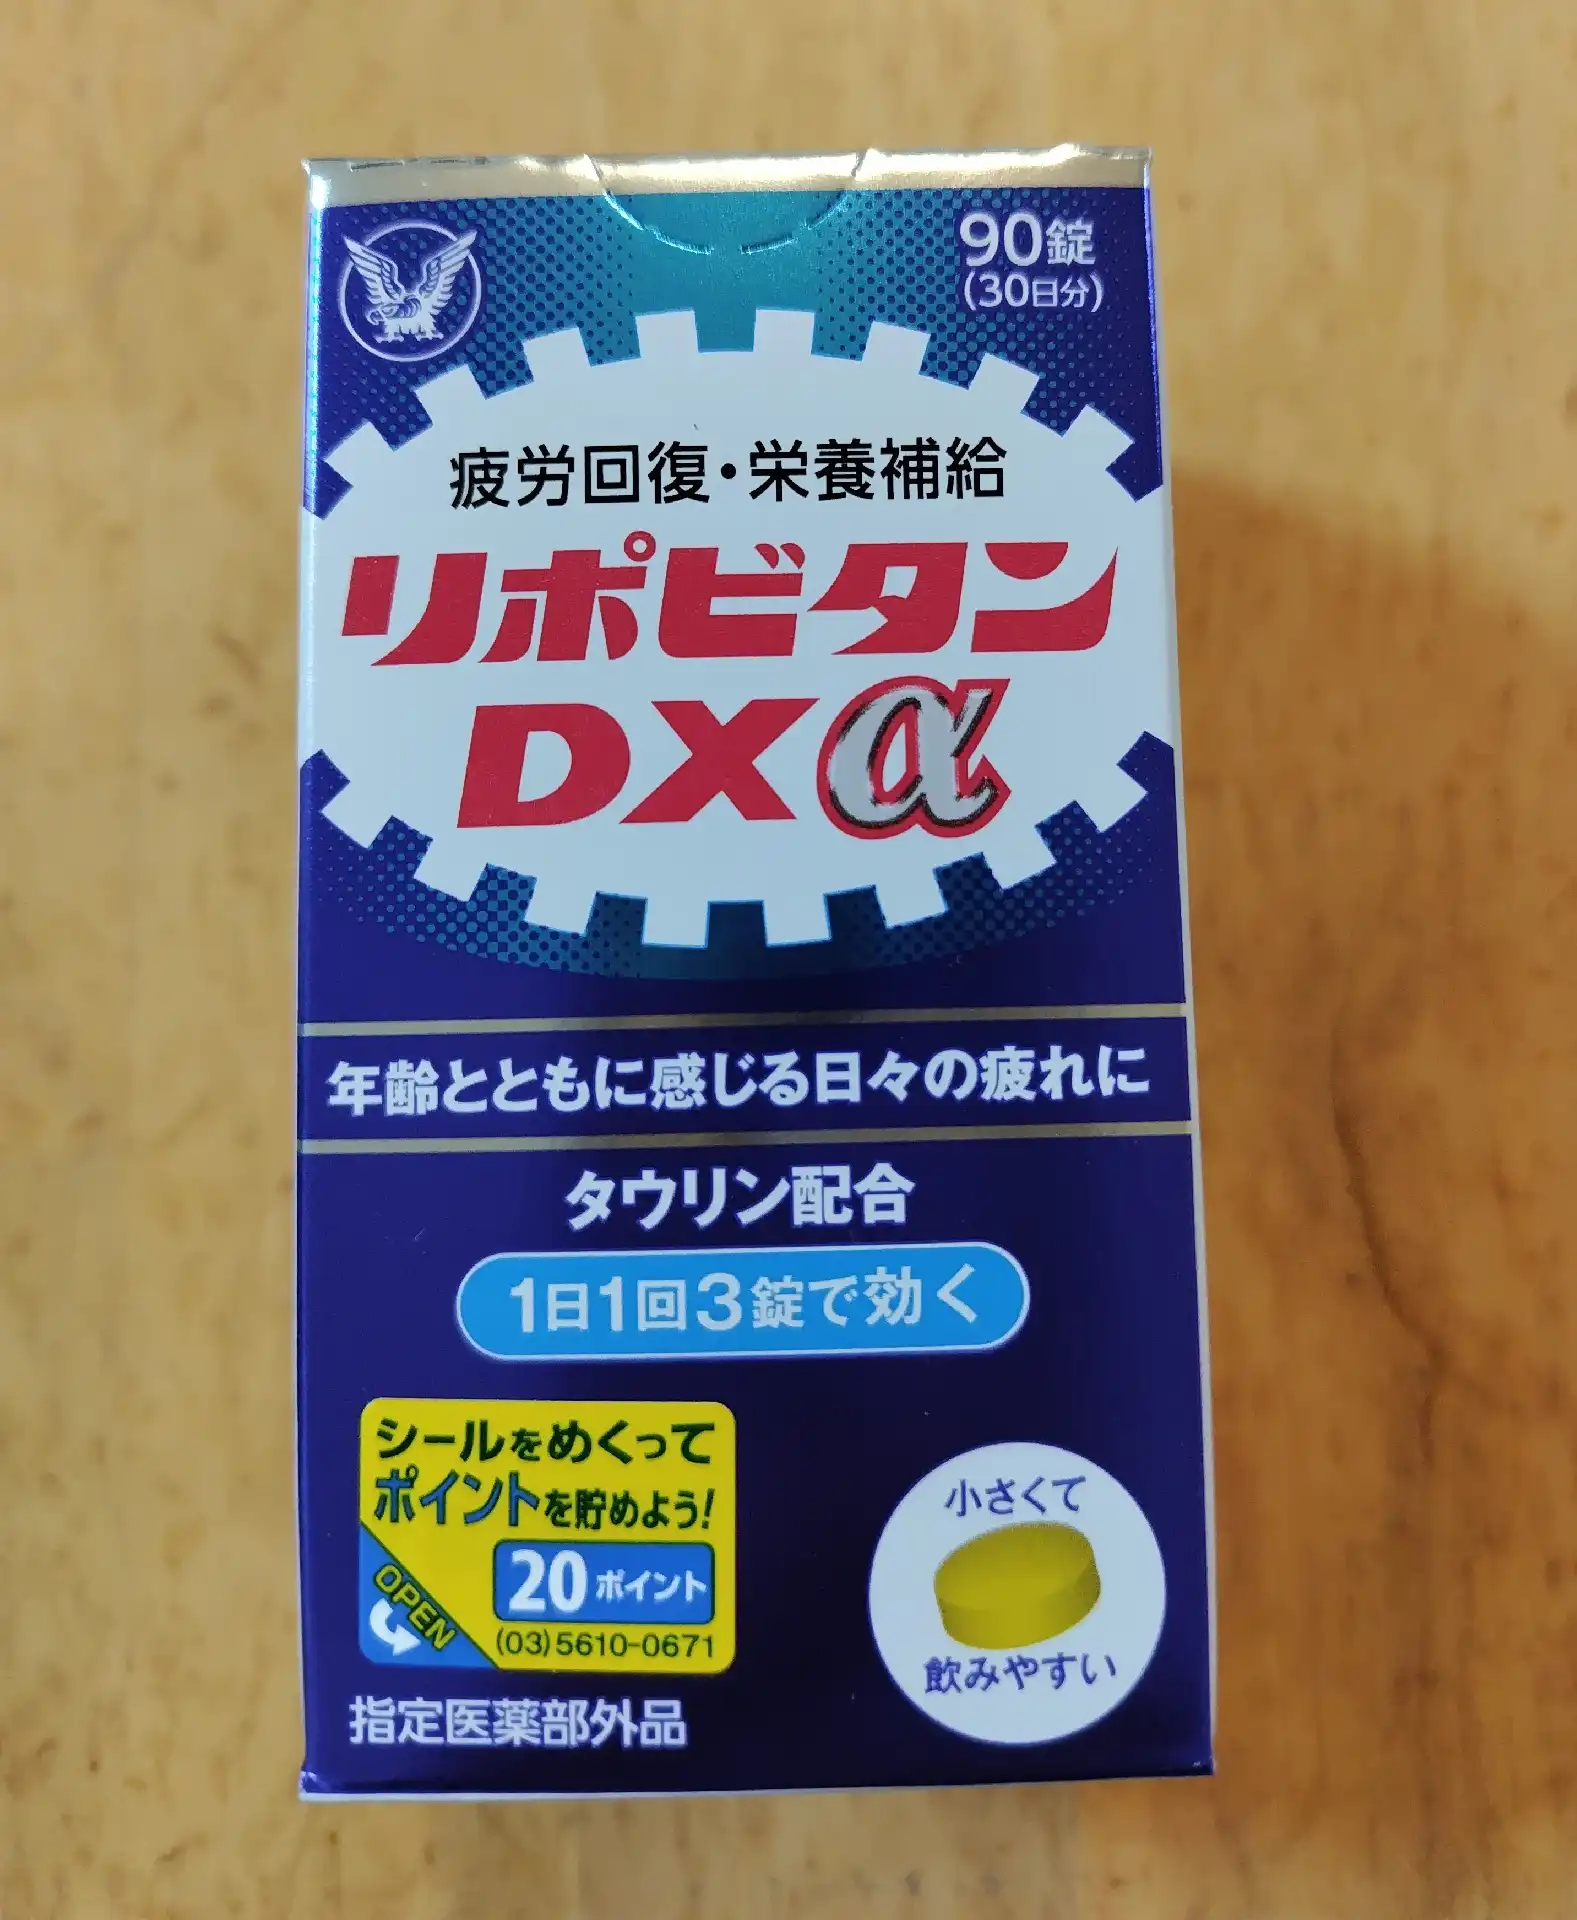 90錠
(30日分)
疲労回復・栄養補給
リポビタン
DXα
年齢とともに感じる日々の疲れに
タウリン配合
1日1回3錠で効く
シールをめくって
ポイントを貯めよう!
20ポイント
OPEN
(03)5610-0671
小さくて
飲みやすい
指定医薬部外品